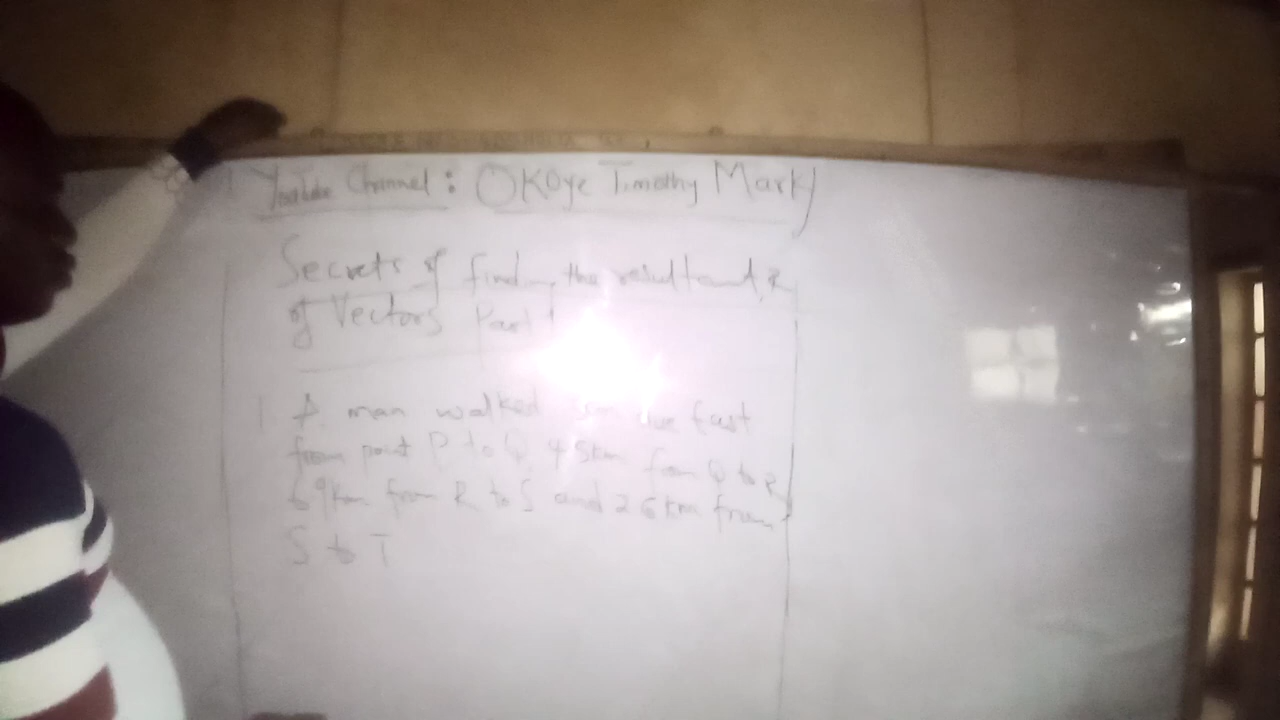 YouTube Channel: Okoye Timothy Mark
Secrets of finding the resultant, R
of Vectors Part 1
1 A man walked due East
from point P to Q, 4.5km from Q to R
6.9km from R to S and 2.6km from
S to T